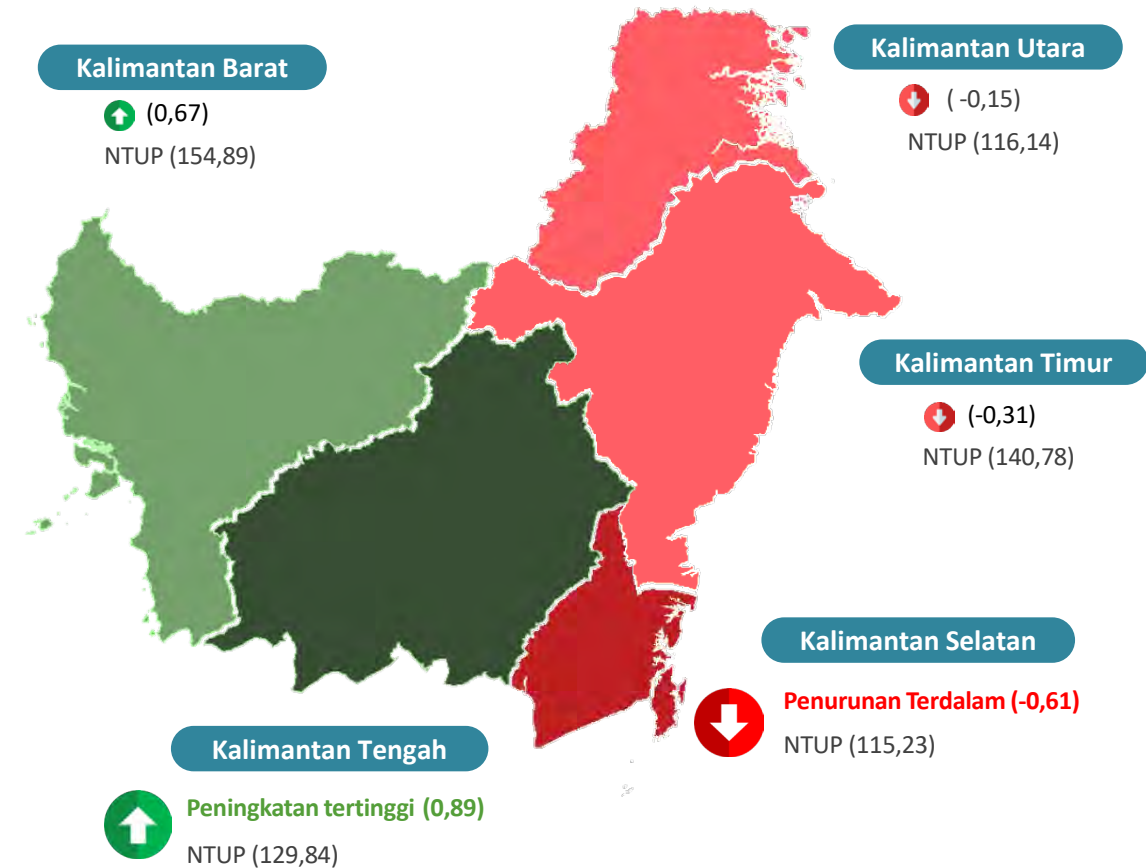 Kalimantan Barat
(0,67)
NTUP (154,89)
Kalimantan Utara
( -0,15)
NTUP (116,14)
Kalimantan Timur
(-0,31)
NTUP (140,78)
Kalimantan Selatan
Penurunan Terdalam (-0,61)
NTUP (115,23)
Kalimantan Tengah
Peningkatan tertinggi (0,89)
NTUP (129,84)